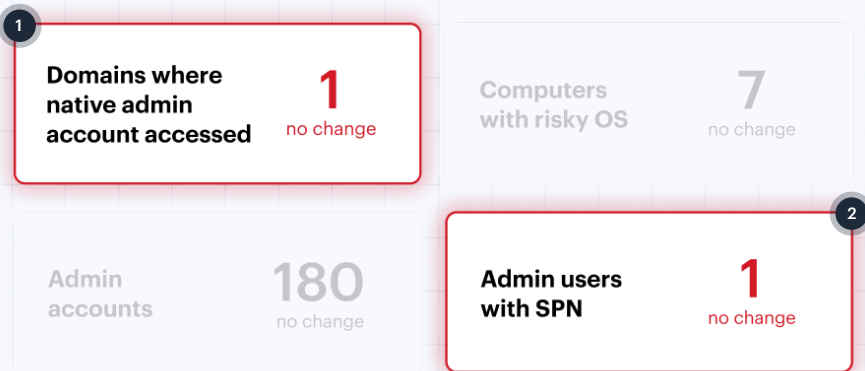 1
Domains where
native admin
account accessed
1
no change
Computers
with risky OS
7
no change
Admin
accounts
180
no change
2
Admin users
with SPN
1
no change